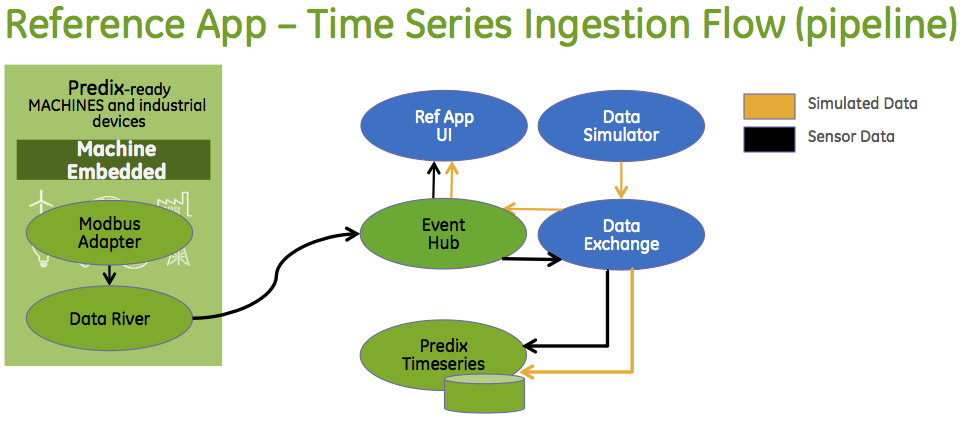 Reference App – Time Series Ingestion Flow (pipeline)
Predix-ready
MACHINES and industrial
devices
Machine
Embedded
Modbus
Adapter
Data River
Ref App
UI
Data
Simulator
Event
Hub
Data
Exchange
Predix
Timeseries
Simulated Data
Sensor Data